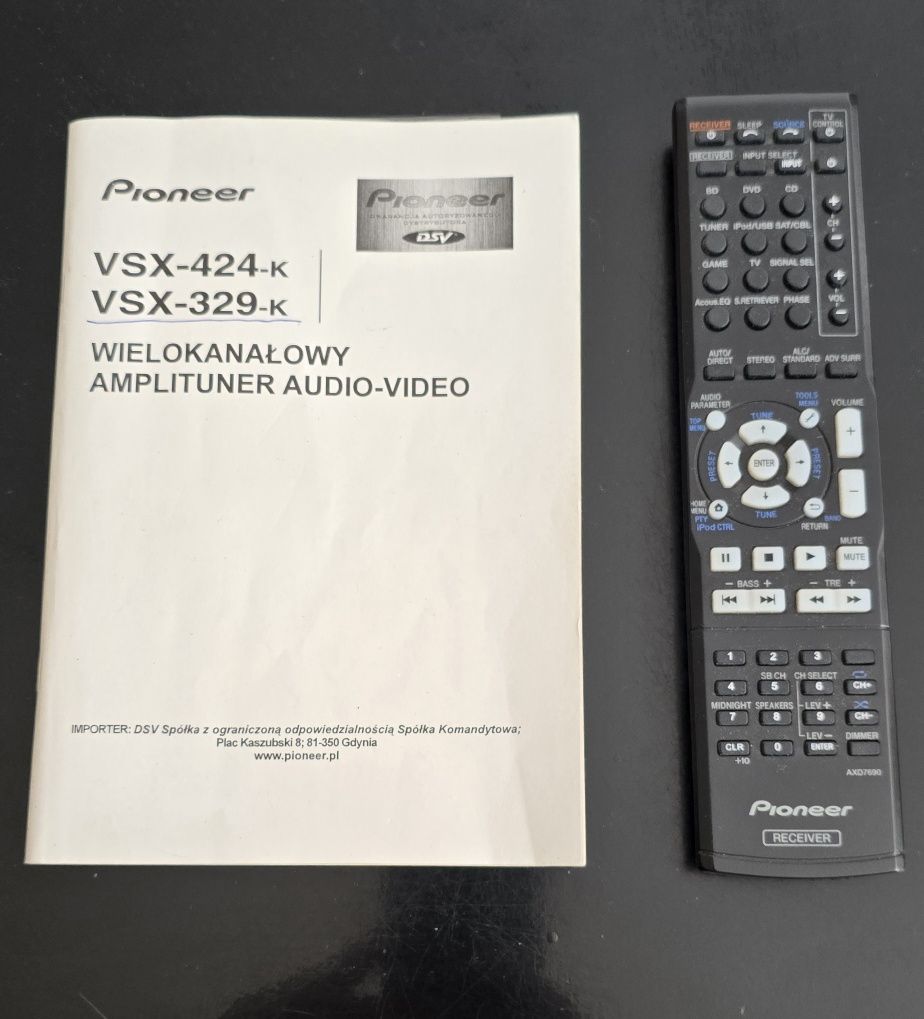 Pioneer
Pioneer
GWARANCJA AUTORYZOWANEGO
DYSTRYBUTORA
DSV
VSX-424-K
VSX-329-K
WIELOKANAŁOWY
AMPLITUNER AUDIO-VIDEO
IMPORTER: DSV Spółka z ograniczoną odpowiedzialnością Spółka Komandytowa;
Plac Kaszubski 8; 81-350 Gdynia
www.pioneer.pl
RECEIVER SLEEP SOURCE TV CONTROL
RECEIVER INPUT SELECT
INPUT
BD DVD CD
CH
TUNER iPod/USB SAT/CBL
GAME TV SIGNAL SEL
VOL
Acous.EQ S.RETRIEVER PHASE
AUTO/ DIRECT STEREO ALC/ STANDARD ADV SURR
AUDIO PARAMETER TOOLS MENU VOLUME
TOP MENU TUNE
PRESET ENTER PRESET
HOME MENU TUNE BAND
PTY
iPod CTRL RETURN
MUTE
MUTE
– BASS + – TRE +
1 2 3
SB CH CH SELECT
4 5 6 CH+
MIDNIGHT SPEAKERS LEV +
7 8 9 CH–
LEV – DIMMER
CLR 0 ENTER
+10
AXD7690
Pioneer
RECEIVER